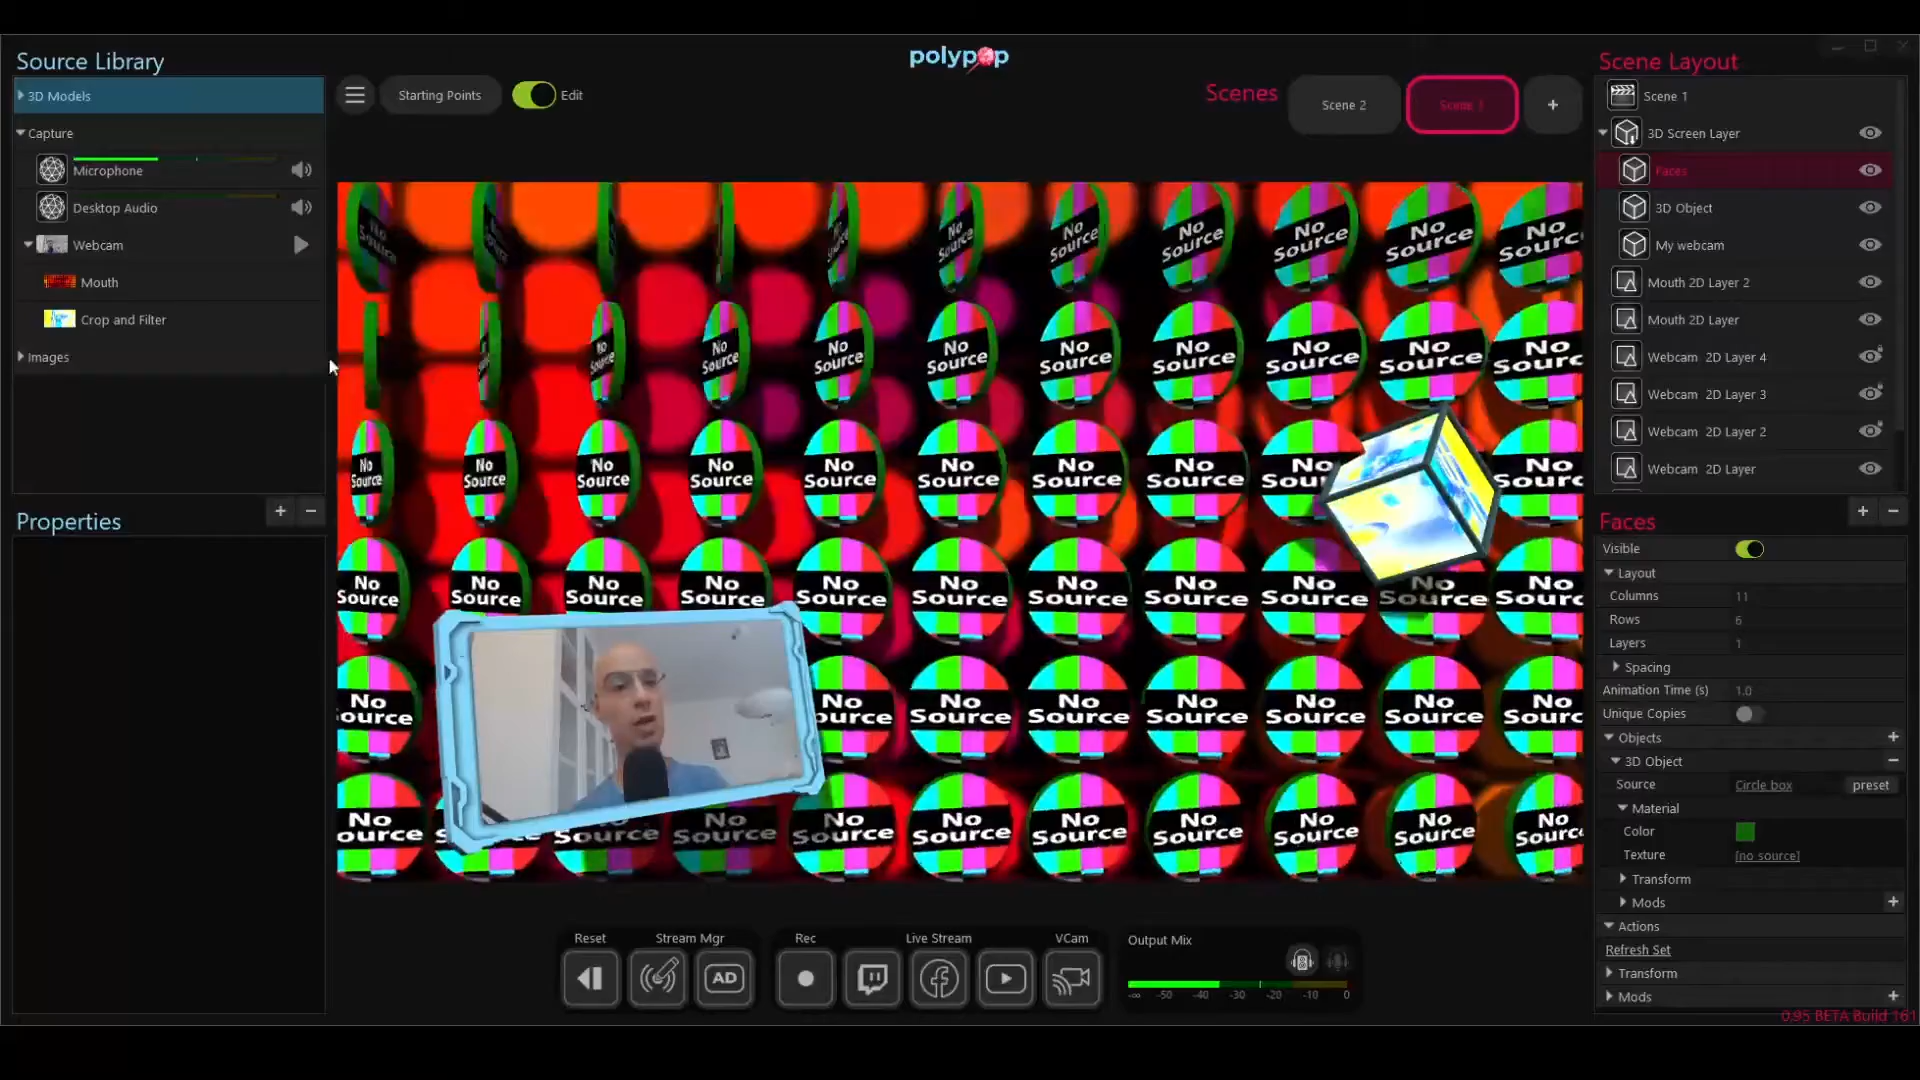 polypop
Source Library
3D Models
Capture
Microphone
Desktop Audio
Webcam
Mouth
Crop and Filter
Images
Properties
Starting Points
Edit
Scenes
Scene 2
Scene 1
+
Scene Layout
Scene 1
3D Screen Layer
Faces
3D Object
My webcam
Mouth 2D Layer 2
Mouth 2D Layer
Webcam 2D Layer 4
Webcam 2D Layer 3
Webcam 2D Layer 2
Webcam 2D Layer
Faces
Visible
Layout
Columns 11
Rows 6
Layers 1
Spacing
Animation Time (s) 1.0
Unique Copies
Objects
3D Object
Source Circle box preset
Material
Color
Texture [no source]
Transform
Mods
Actions
Refresh Set
Transform
Mods
0.95 BETA Build 161
No Source
Reset
Stream Mgr
AD
Rec
Live Stream
VCam
Output Mix
-∞ -50 -40 -30 -20 -10 0